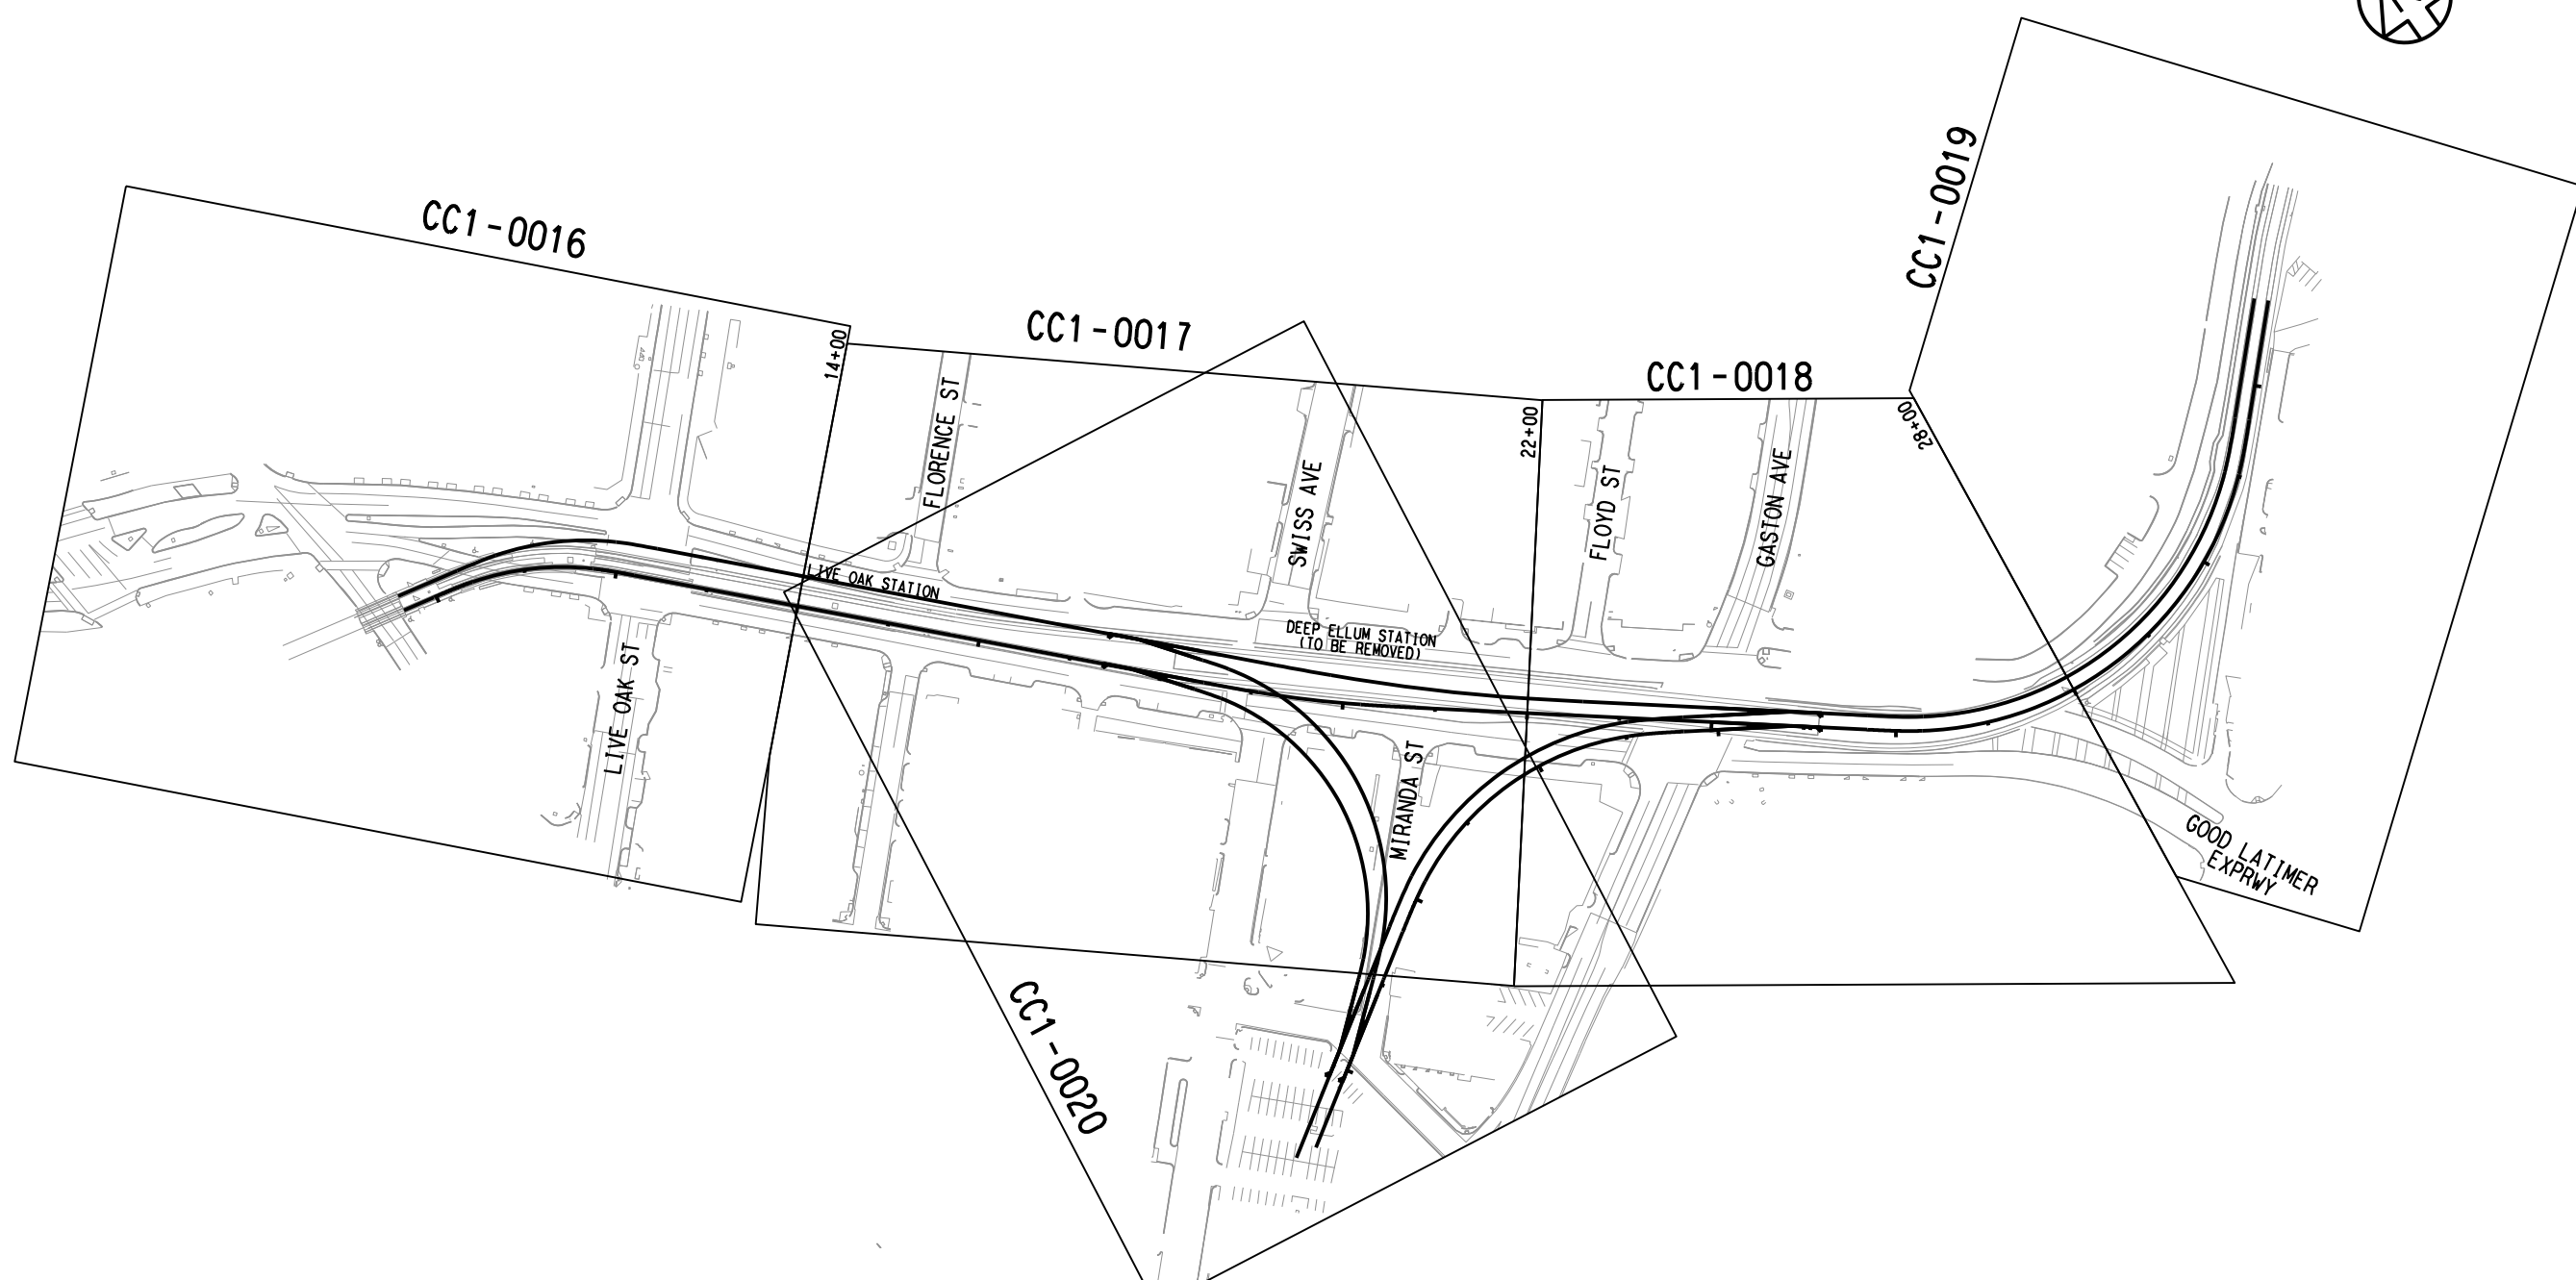 CC1-0016
CC1-0017
CC1-0018
CC1-0019
14+00
22+00
28+00
FLORENCE ST
SWISS AVE
FLOYD ST
GASTON AVE
LIVE OAK STATION
DEEP ELLUM STATION
(TO BE REMOVED)
LIVE OAK ST
MIRANDA ST
GOOD LATIMER
EXPRWY
CC1-0020